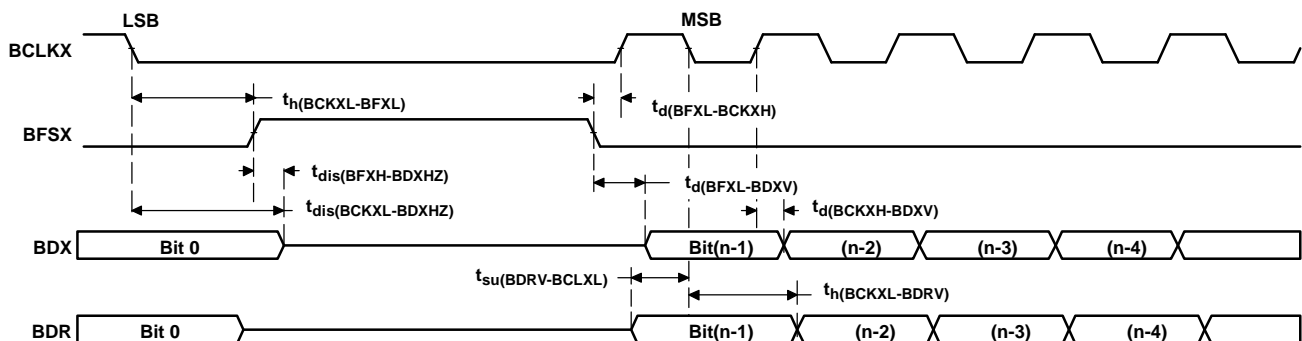 LSB MSB
BCLKX
th(BCKXL-BFXL) td(BFXL-BCKXH)
BFSX
tdis(BFXH-BDXHZ) td(BFXL-BDXV)
tdis(BCKXL-BDXHZ) td(BCKXH-BDXV)
BDX Bit 0 Bit(n-1) (n-2) (n-3) (n-4)
tsu(BDRV-BCLXL) th(BCKXL-BDRV)
BDR Bit 0 Bit(n-1) (n-2) (n-3) (n-4)